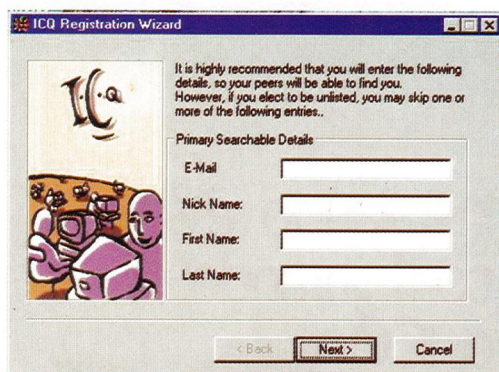 ICQ Registration Wizard
I.C.Q
It is highly recommended that you will enter the following
details, so your peers will be able to find you.
However, if you elect to be unlisted, you may skip one or
more of the following entries..
Primary Searchable Details
E-Mail
Nick Name:
First Name:
Last Name:
< Back
Next >
Cancel